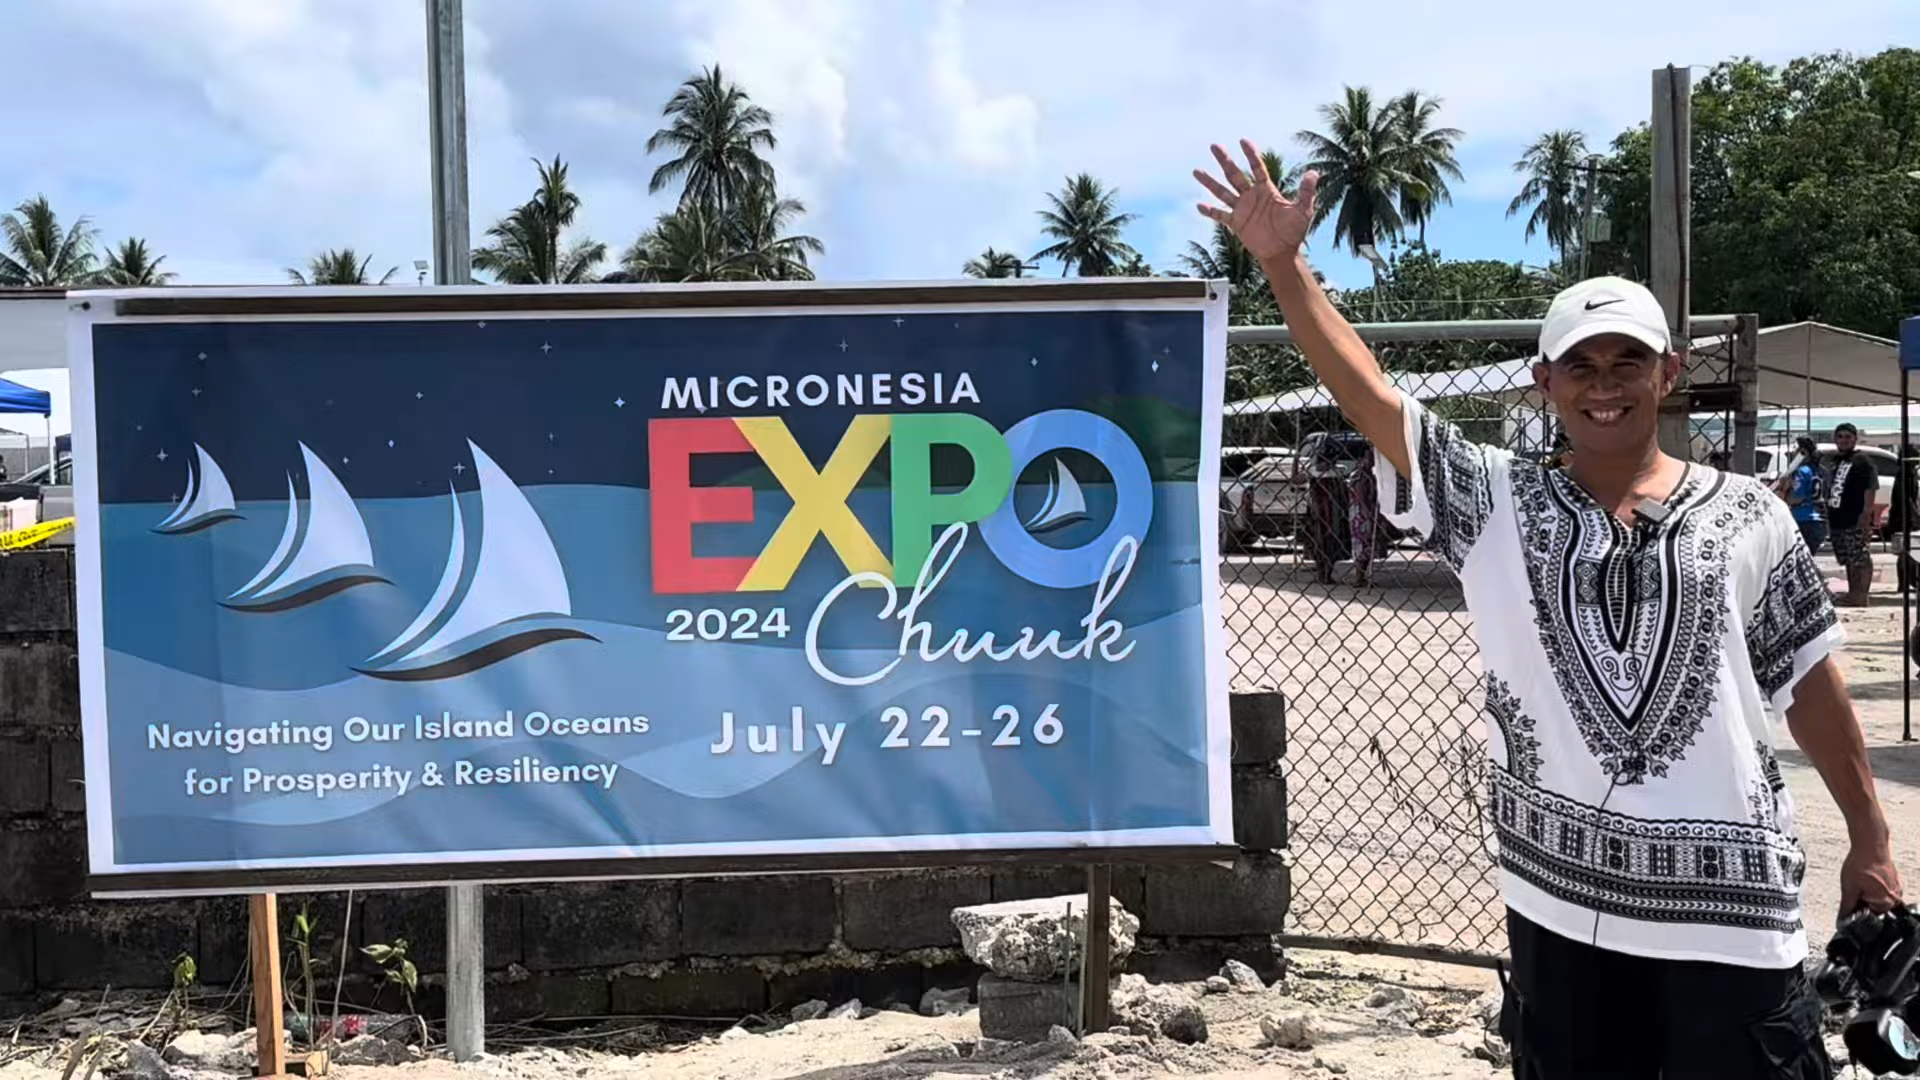 MICRONESIA
EXPO
2024 Chuuk
July 22-26
Navigating Our Island Oceans
for Prosperity & Resiliency